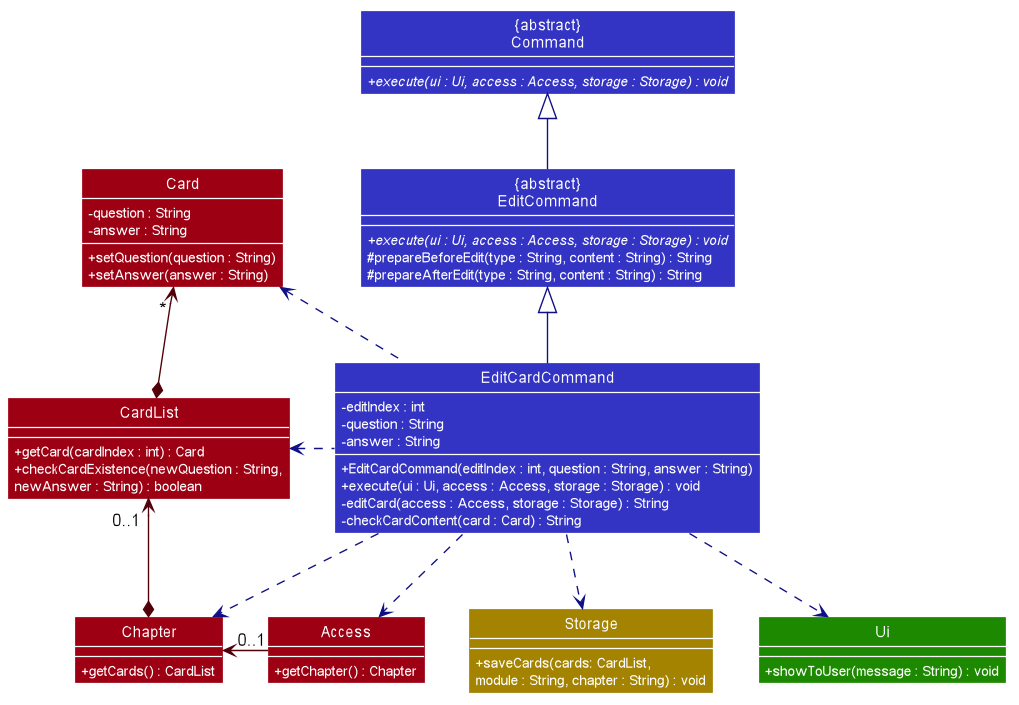 {abstract}
Command
+execute(ui : Ui, access : Access, storage : Storage) : void
Card
-question : String
-answer : String
+setQuestion(question : String)
+setAnswer(answer : String)
{abstract}
EditCommand
+execute(ui : Ui, access : Access, storage : Storage) : void
#prepareBeforeEdit(type : String, content : String) : String
#prepareAfterEdit(type : String, content : String) : String
*
CardList
+getCard(cardIndex : int) : Card
+checkCardExistence(newQuestion : String,
newAnswer : String) : boolean
EditCardCommand
-editIndex : int
-question : String
-answer : String
+EditCardCommand(editIndex : int, question : String, answer : String)
+execute(ui : Ui, access : Access, storage : Storage) : void
-editCard(access : Access, storage : Storage) : String
-checkCardContent(card : Card) : String
0..1
Chapter
+getCards() : CardList
0..1
Access
+getChapter() : Chapter
Storage
+saveCards(cards: CardList,
module : String, chapter : String) : void
Ui
+showToUser(message : String) : void